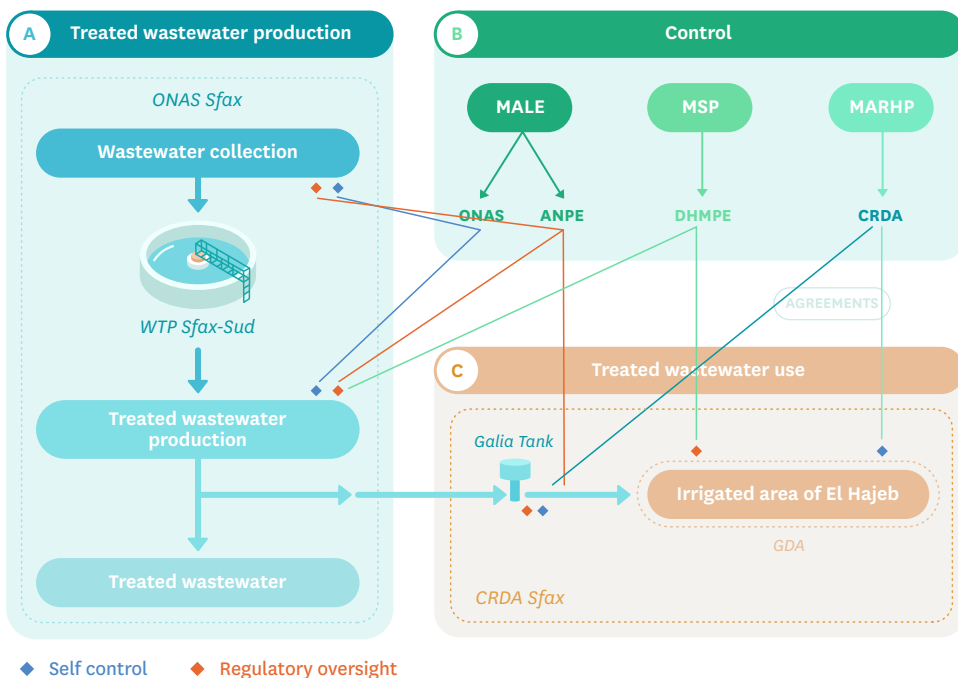 A
Treated wastewater production
ONAS Sfax
Wastewater collection
WTP Sfax-Sud
Treated wastewater
production
Treated wastewater
B
Control
MALE
MSP
MARHP
ONAS
ANPE
DHMPE
CRDA
AGREEMENTS
C
Treated wastewater use
Galia Tank
Irrigated area of El Hajeb
GDA
CRDA Sfax
Self control
Regulatory oversight